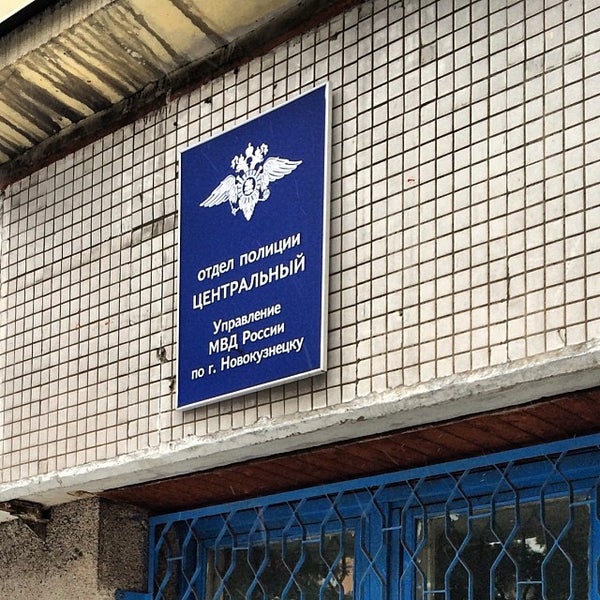 отдел полиции
ЦЕНТРАЛЬНЫЙ
Управление
МВД России
по г. Новокузнецку